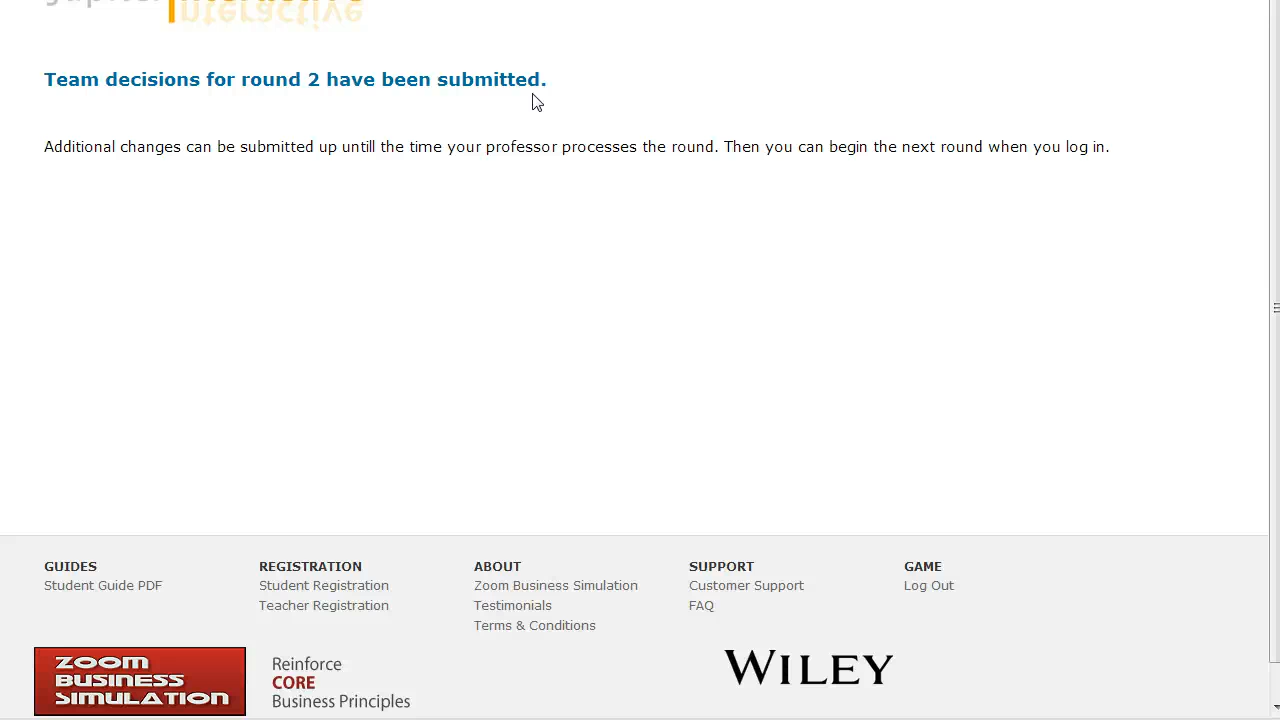 Interactive
Team decisions for round 2 have been submitted.
Additional changes can be submitted up untill the time your professor processes the round. Then you can begin the next round when you log in.
GUIDES
Student Guide PDF
REGISTRATION
Student Registration
Teacher Registration
ABOUT
Zoom Business Simulation
Testimonials
Terms & Conditions
SUPPORT
Customer Support
FAQ
GAME
Log Out
ZOOM
BUSINESS
SIMULATION
Reinforce
CORE
Business Principles
WILEY